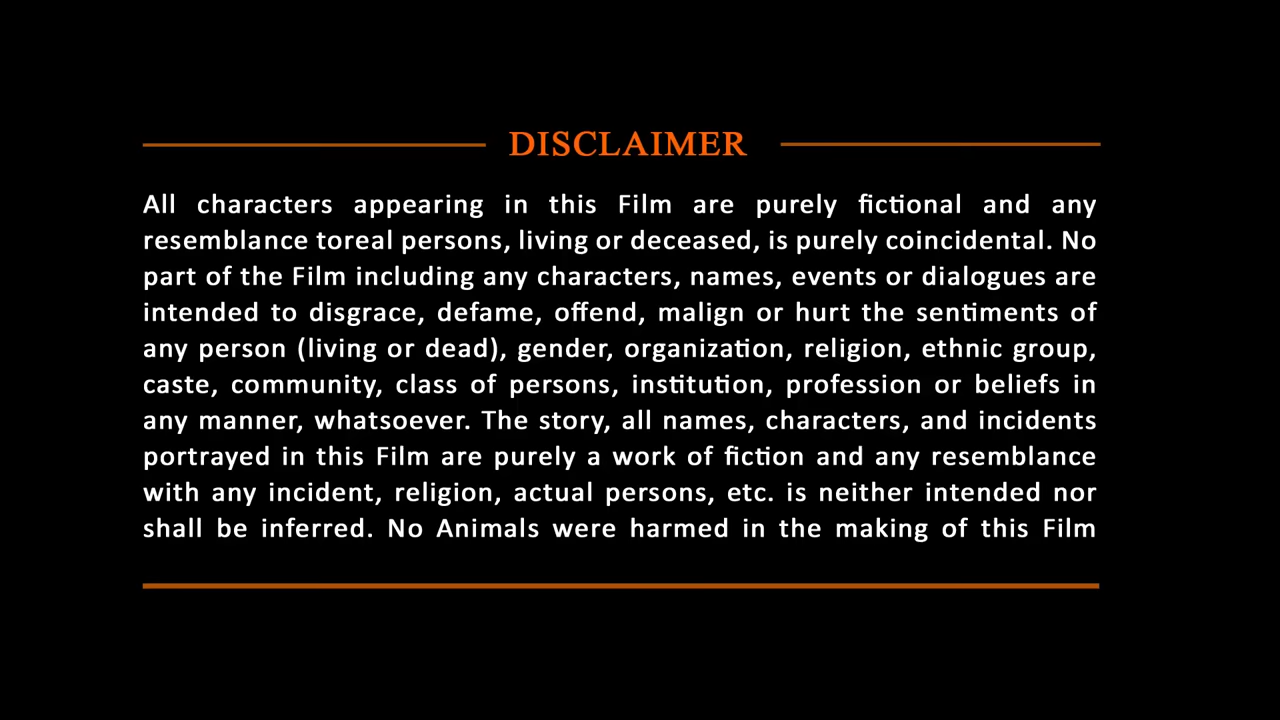 DISCLAIMER
All characters appearing in this Film are purely fictional and any
resemblance toreal persons, living or deceased, is purely coincidental. No
part of the Film including any characters, names, events or dialogues are
intended to disgrace, defame, offend, malign or hurt the sentiments of
any person (living or dead), gender, organization, religion, ethnic group,
caste, community, class of persons, institution, profession or beliefs in
any manner, whatsoever. The story, all names, characters, and incidents
portrayed in this Film are purely a work of fiction and any resemblance
with any incident, religion, actual persons, etc. is neither intended nor
shall be inferred. No Animals were harmed in the making of this Film